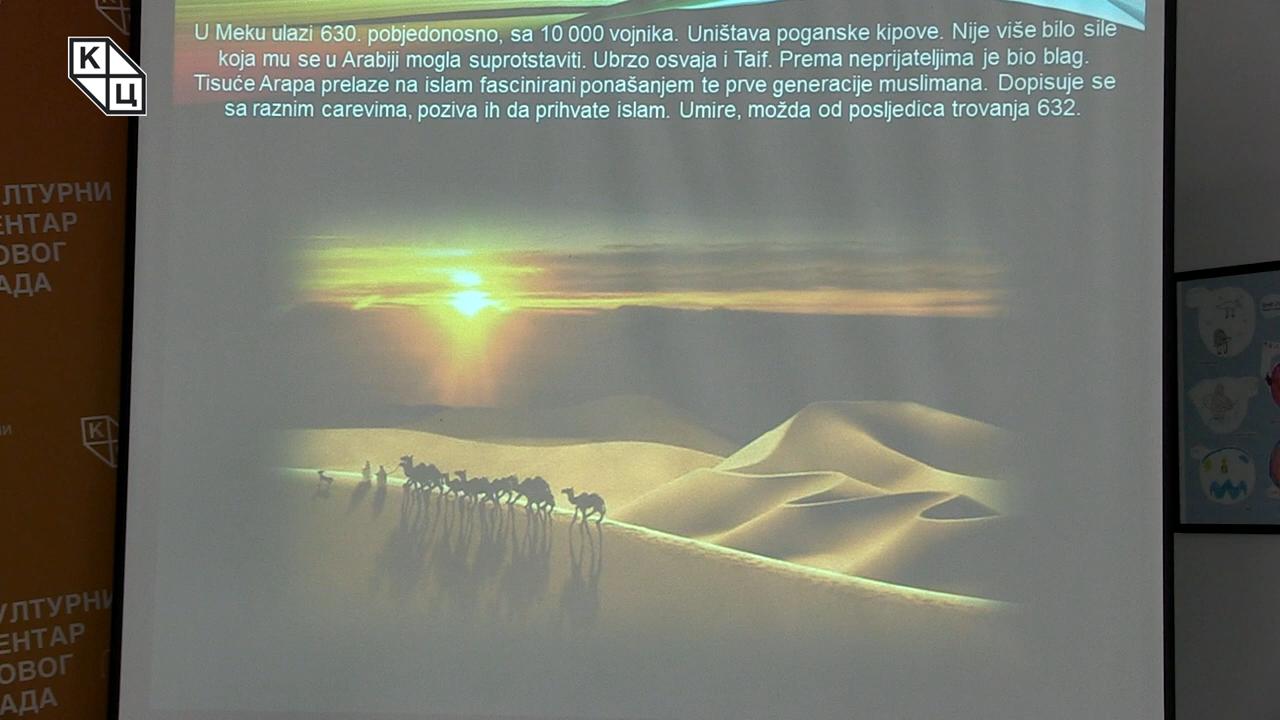 U Meku ulazi 630. pobjedonosno, sa 10 000 vojnika. Uništava poganske kipove. Nije više bilo sile
koja mu se u Arabiji mogla suprotstaviti. Ubrzo osvaja i Taif. Prema neprijateljima je bio blag.
Tisuće Arapa prelaze na islam fascinirani ponašanjem te prve generacije muslimana. Dopisuje se
sa raznim carevima, poziva ih da prihvate islam. Umire, možda od posljedica trovanja 632.
К
Ц
ЛТУРНИ
ЕНТАР
ОВОГ
АДА
К
УЛТУРНИ
ЕНТАР
ОВОГ
АДА